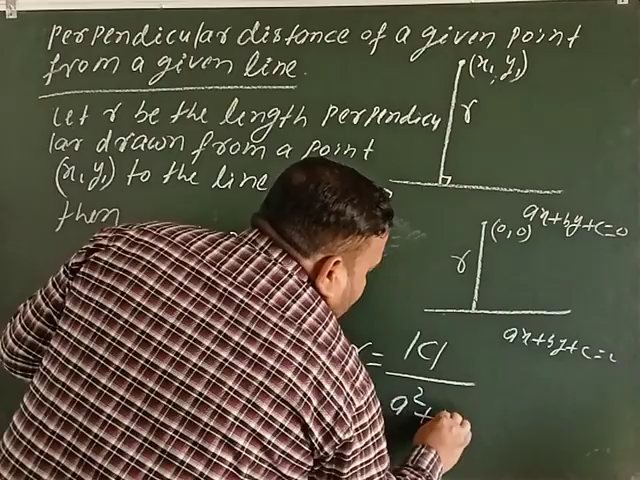 Perpendicular distance of a given point
from a given line.
Let r be the length perpendicu
lar drawn from a point
(x₁, y₁) to the line
then
(x₁, y₁)
r
ax+by+c=0
(0,0)
r
ax+by+c=
r = |c|
a²+